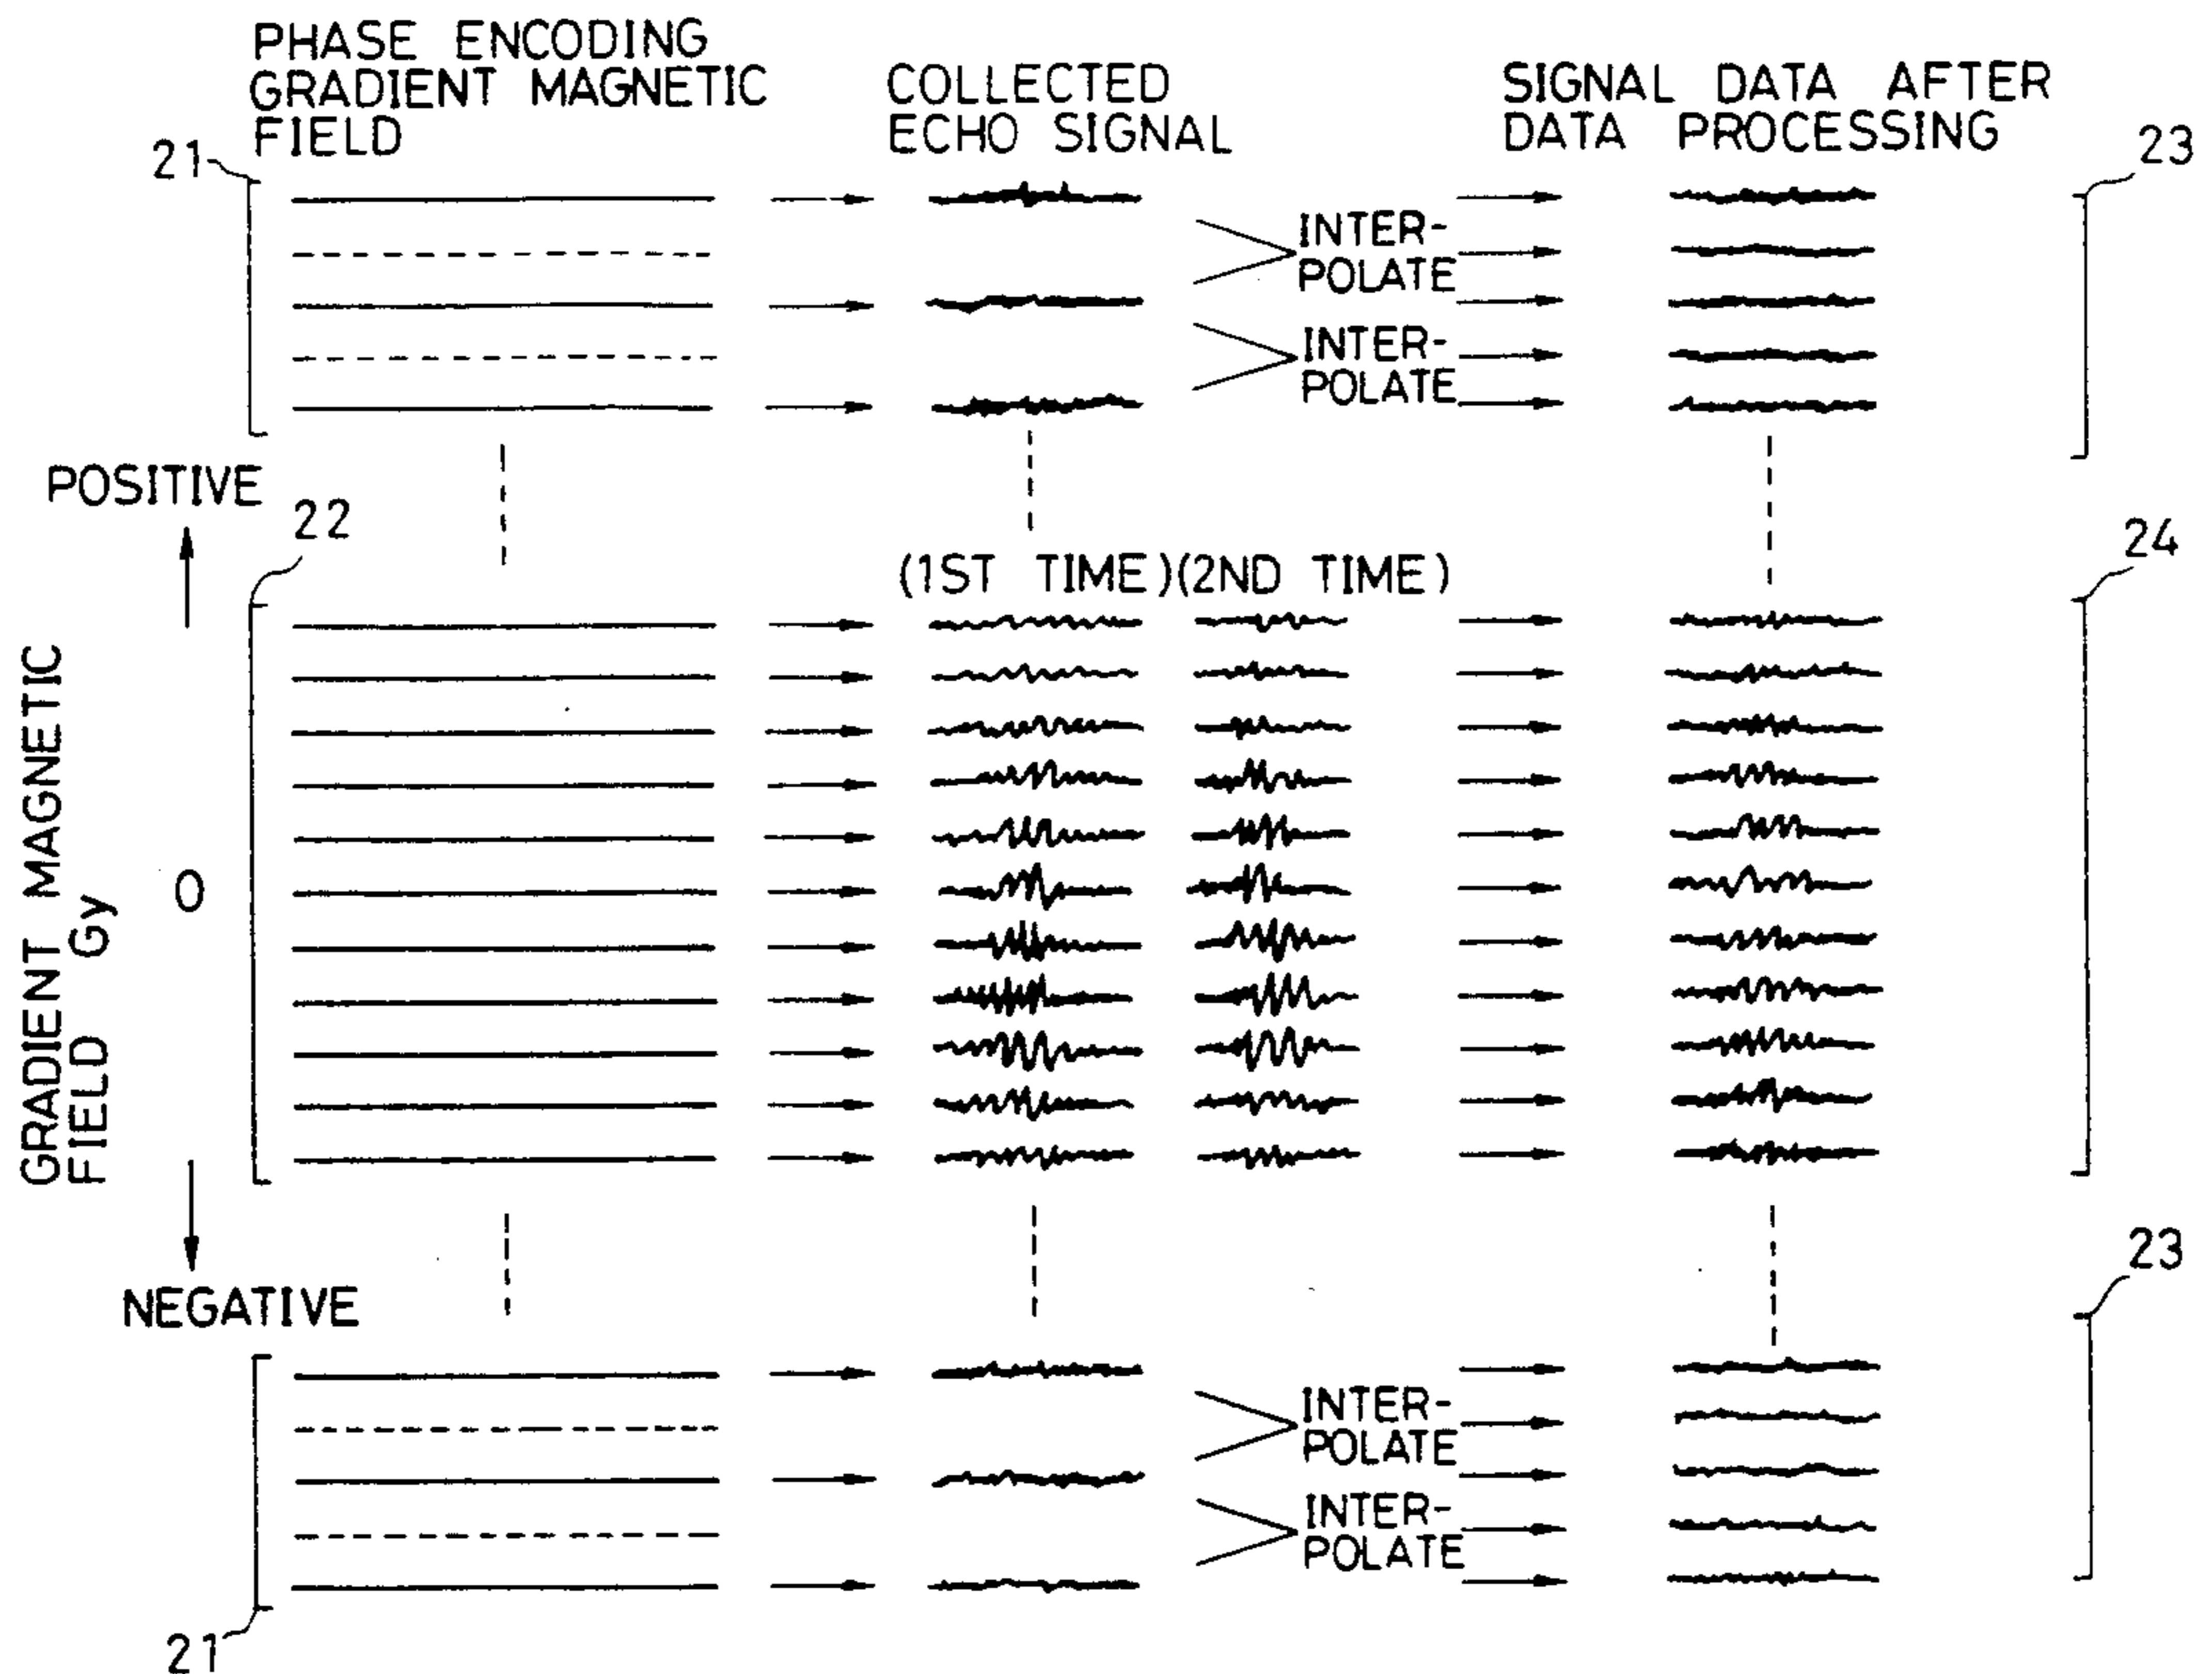 PHASE ENCODING
GRADIENT MAGNETIC
FIELD
COLLECTED
ECHO SIGNAL
SIGNAL DATA AFTER
DATA PROCESSING
21
23
INTER-
POLATE
INTER-
POLATE
POSITIVE
22
24
(1ST TIME)(2ND TIME)
GRADIENT MAGNETIC
FIELD Gy
0
NEGATIVE
23
INTER-
POLATE
INTER-
POLATE
21